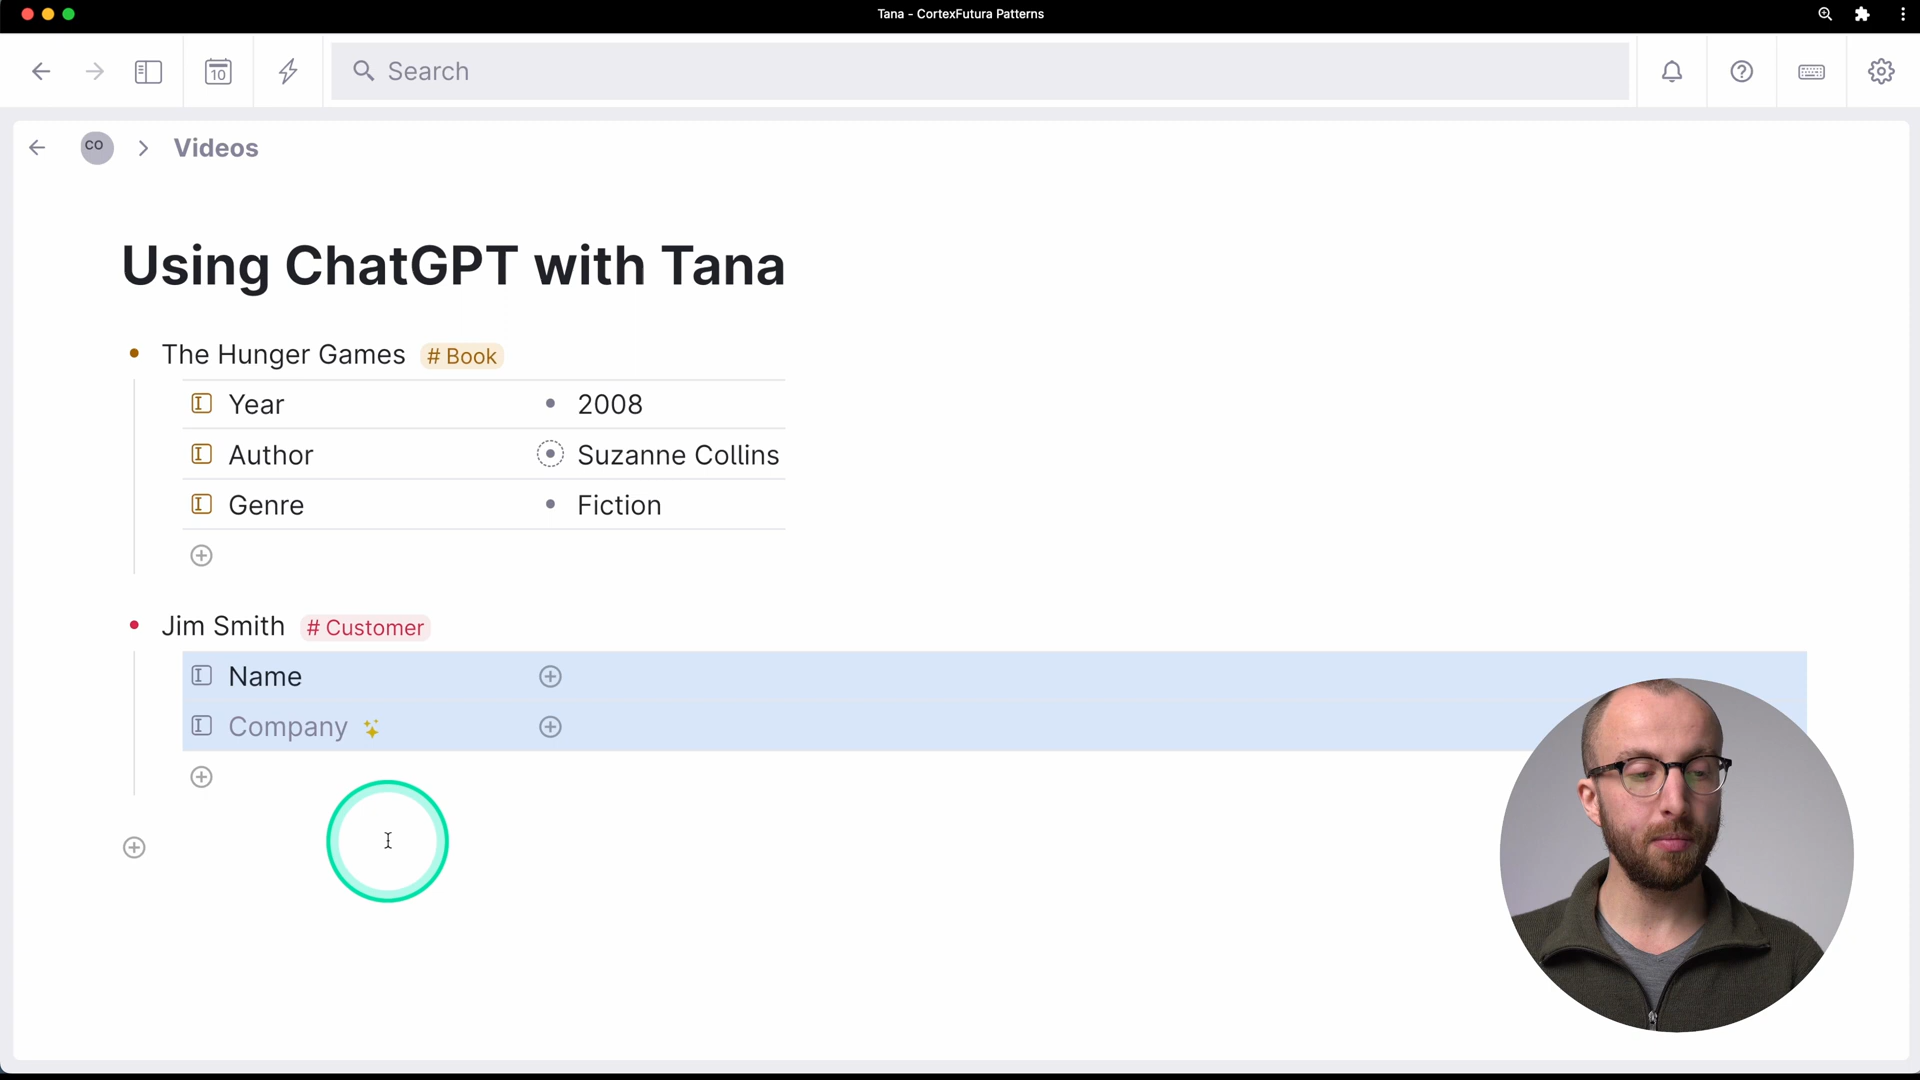 Tana - CortexFutura Patterns
10
Search
CO
Videos
Using ChatGPT with Tana
The Hunger Games # Book
Year 2008
Author Suzanne Collins
Genre Fiction
Jim Smith # Customer
Name
Company